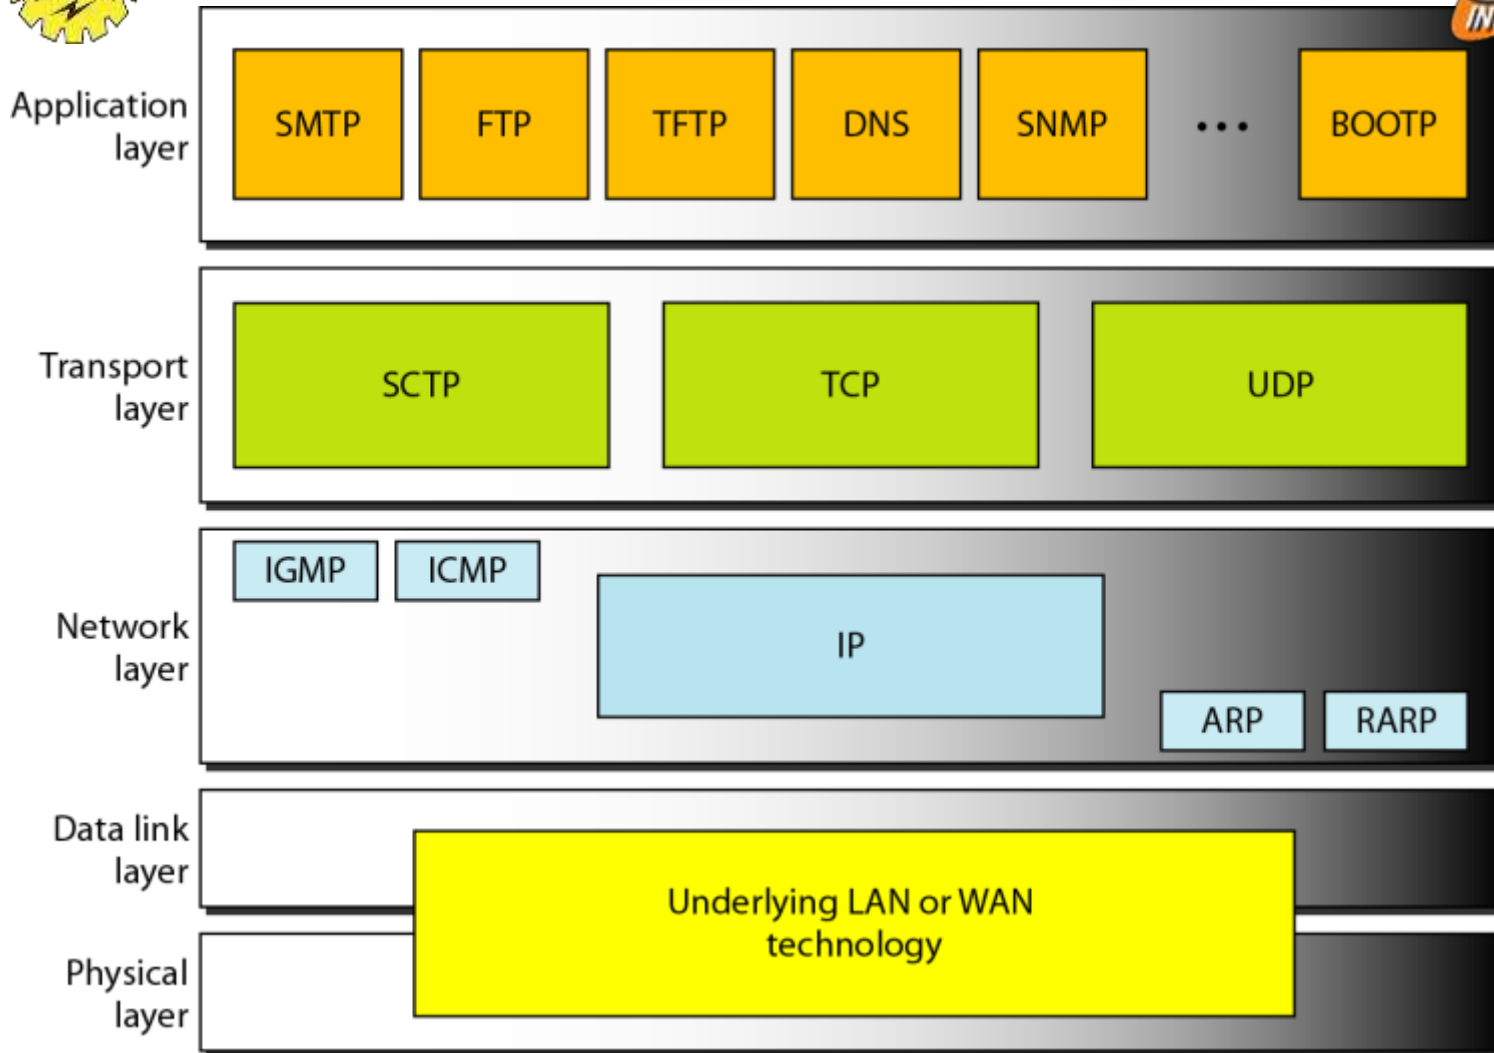 Application
layer
SMTP
FTP
TFTP
DNS
SNMP
...
BOOTP
IN
Transport
layer
SCTP
TCP
UDP
Network
layer
IGMP
ICMP
IP
ARP
RARP
Data link
layer
Underlying LAN or WAN
technology
Physical
layer